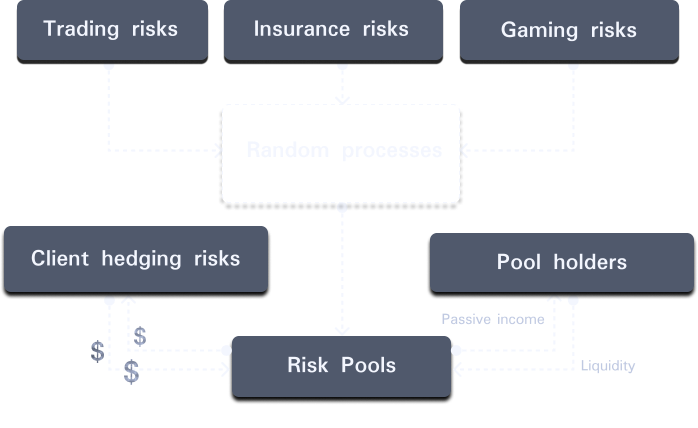 Trading risks
Insurance risks
Gaming risks
Random processes
Client hedging risks
Pool holders
Passive income
$
$
$
Risk Pools
Liquidity